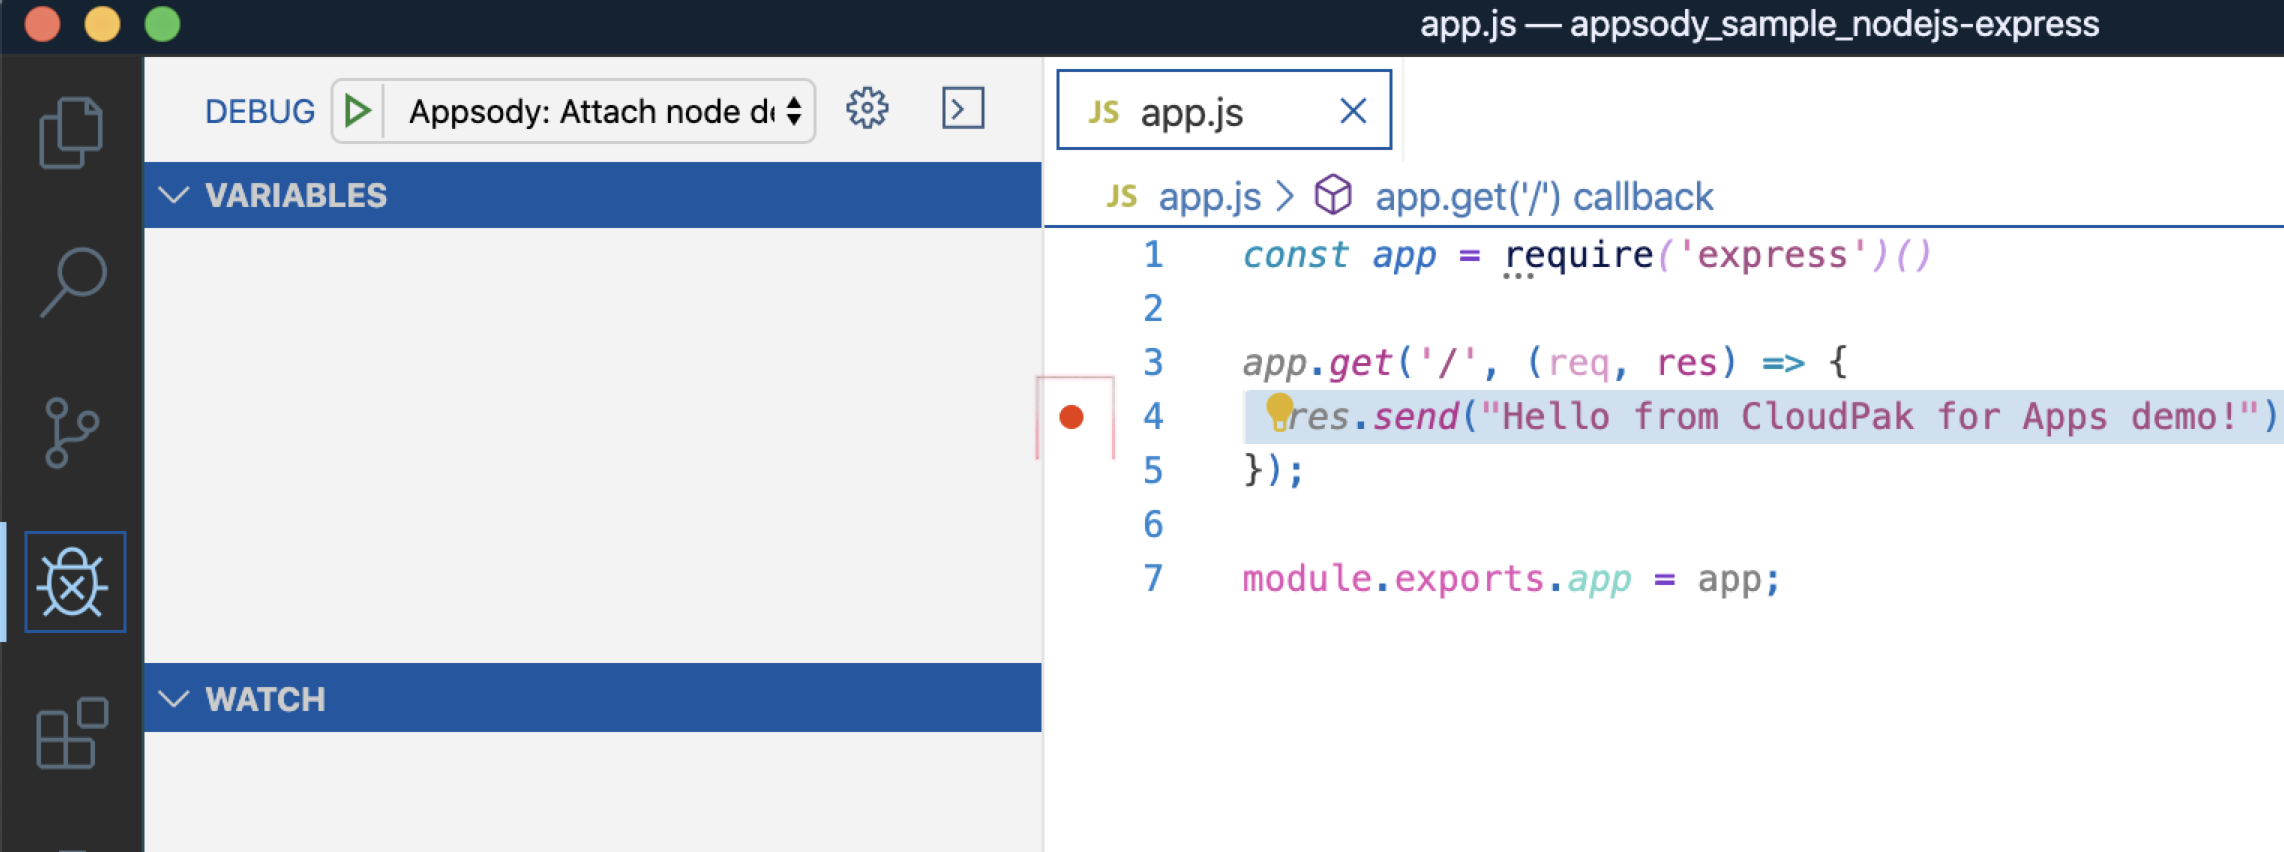 app.js — appsody_sample_nodejs-express
DEBUG Appsody: Attach node de
VARIABLES
WATCH
JS app.js
JS app.js > app.get('/') callback
1 const app = require('express')()
2
3 app.get('/', (req, res) => {
4 res.send("Hello from CloudPak for Apps demo!")
5 });
6
7 module.exports.app = app;